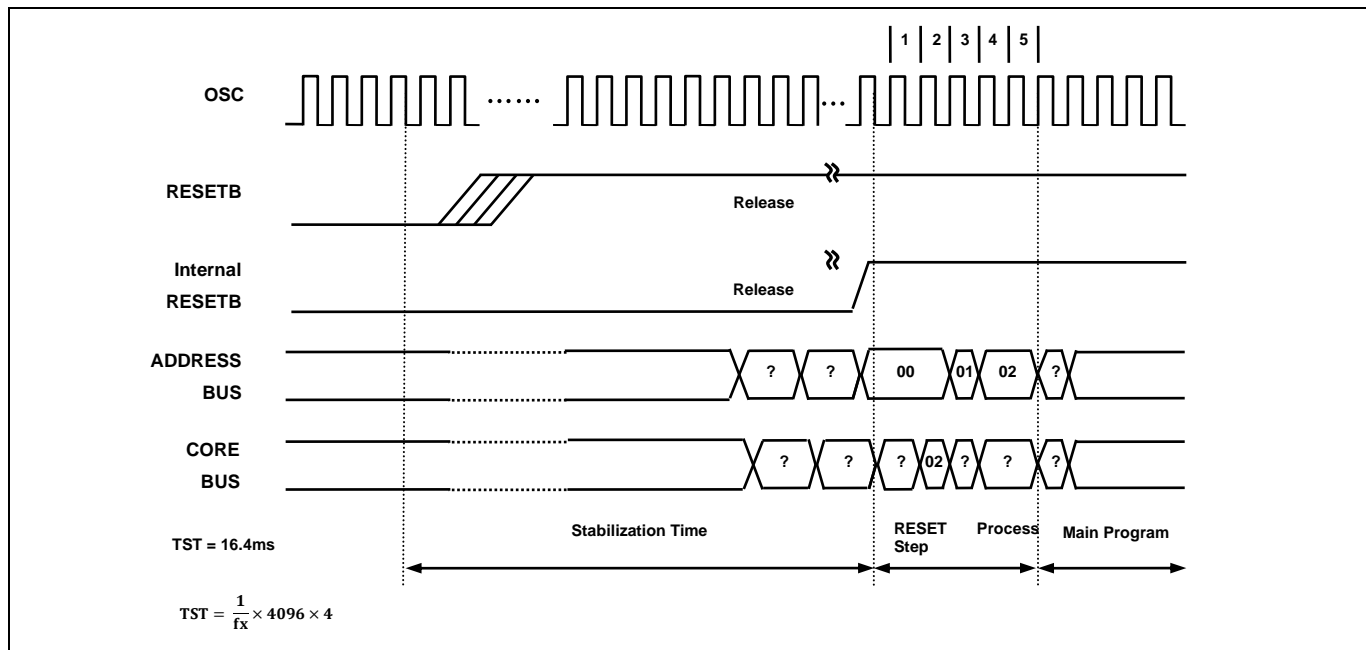 1 2 3 4 5
OSC
......
...
RESETB
Release
Internal
RESETB
Release
ADDRESS
BUS
? ? 00 01 02 ?
CORE
BUS
? ? ? 02 ? ? ?
TST = 16.4ms
Stabilization Time
RESET Process
Step
Main Program
TST = 1/fx × 4096 × 4